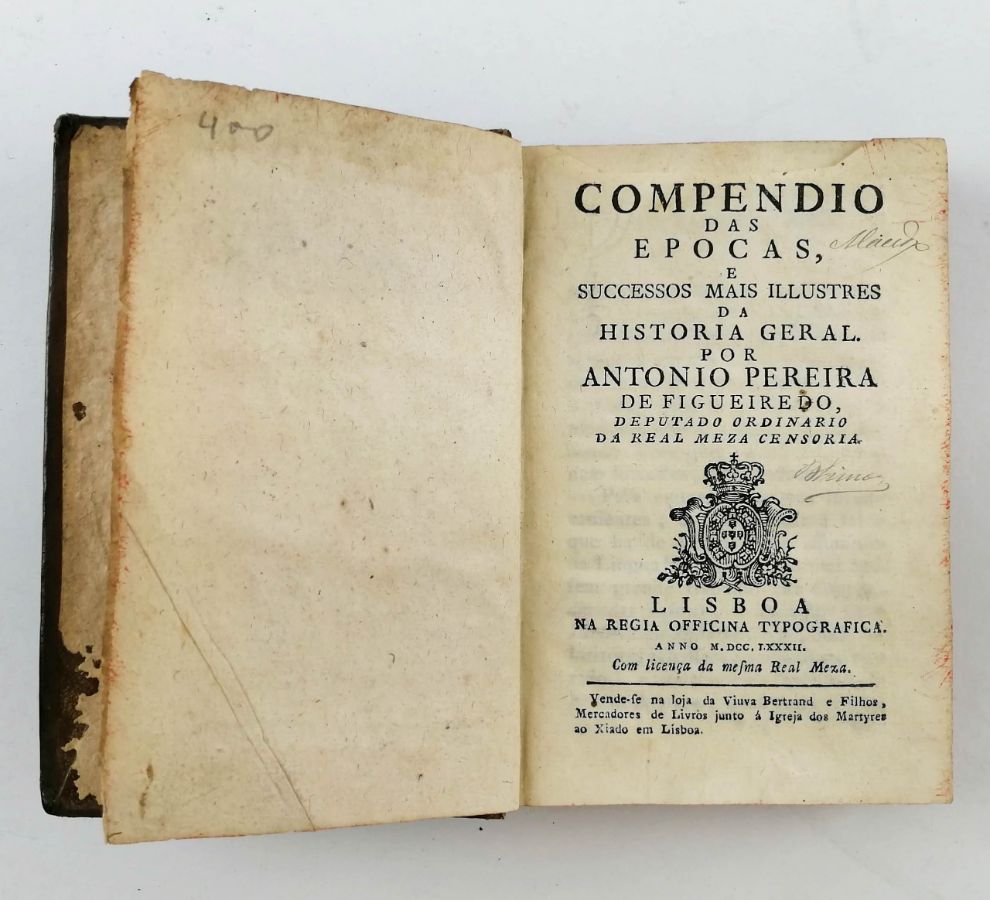 400
COMPENDIO
DAS
EPOCAS,
E
SUCCESSOS MAIS ILLUSTRES
DA
HISTORIA GERAL.
POR
ANTONIO PEREIRA
DE FIGUEIREDO,
DEPUTADO ORDINARIO
DA REAL MEZA CENSORIA.
LISBOA
NA REGIA OFFICINA TYPOGRAFICA.
ANNO M.DCC.LXXXII.
Com licença da meſma Real Meza.
Vende-ſe na loja da Viuva Bertrand e Filhos,
Mercadores de Livros junto á Igreja dos Martyres
ao Xiado em Lisboa.